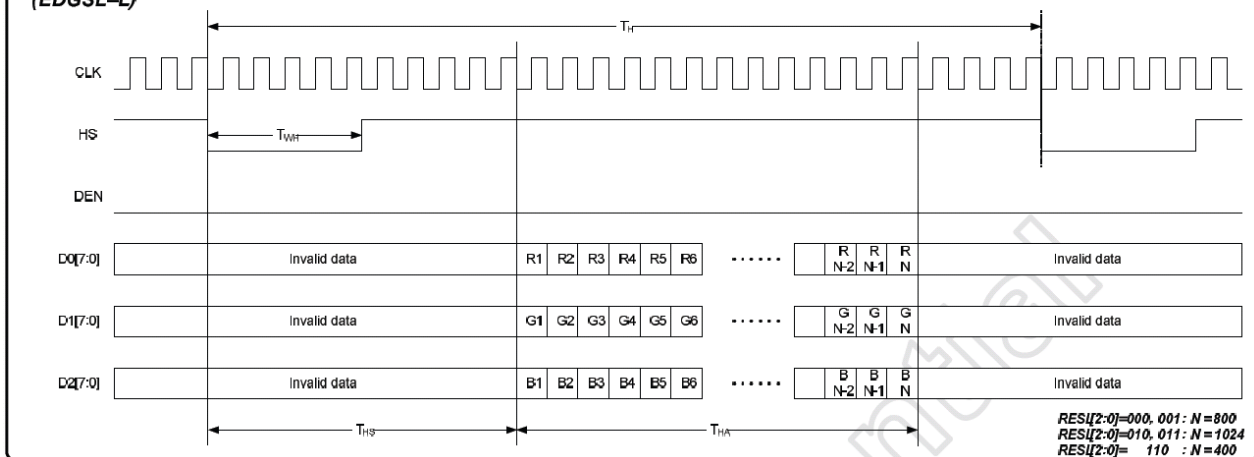 (EDGSL=L)
TH
CLK
HS
TWH
DEN
D0[7:0] Invalid data R1 R2 R3 R4 R5 R6 ...... R N-2 R N-1 R N Invalid data
D1[7:0] Invalid data G1 G2 G3 G4 G5 G6 ...... G N-2 G N-1 G N Invalid data
D2[7:0] Invalid data B1 B2 B3 B4 B5 B6 ...... B N-2 B N-1 B N Invalid data
THS THA
RESL[2:0]=000, 001 : N=800
RESL[2:0]=010, 011 : N=1024
RESL[2:0]= 110 : N=400